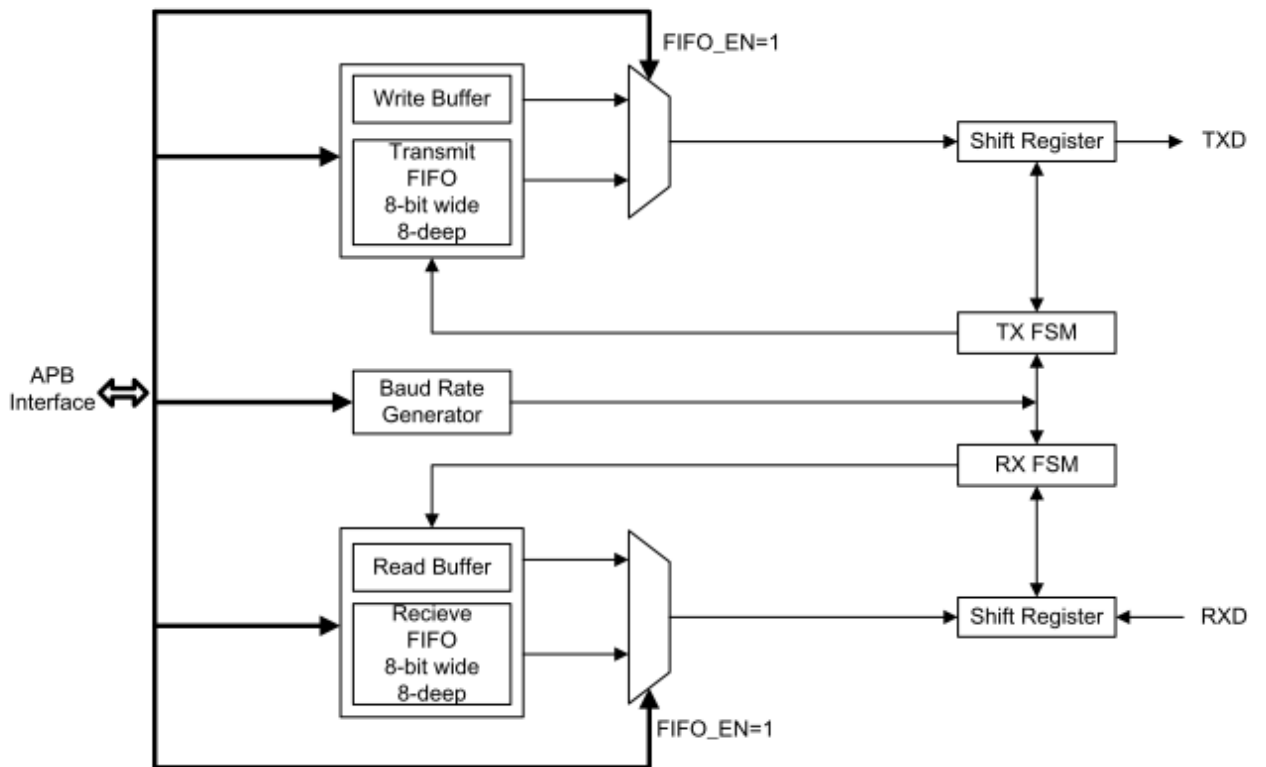 FIFO_EN=1
Write Buffer
Transmit
FIFO
8-bit wide
8-deep
Shift Register
TXD
TX FSM
APB
Interface
Baud Rate
Generator
RX FSM
Read Buffer
Recieve
FIFO
8-bit wide
8-deep
Shift Register
RXD
FIFO_EN=1